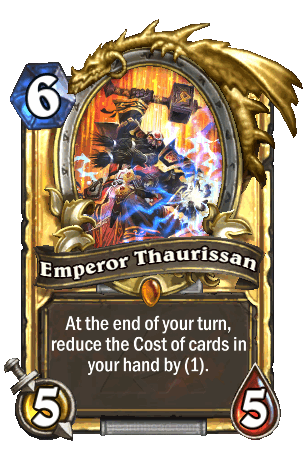 6
Emperor Thaurissan
At the end of your turn,
reduce the Cost of cards in
your hand by (1).
5
5